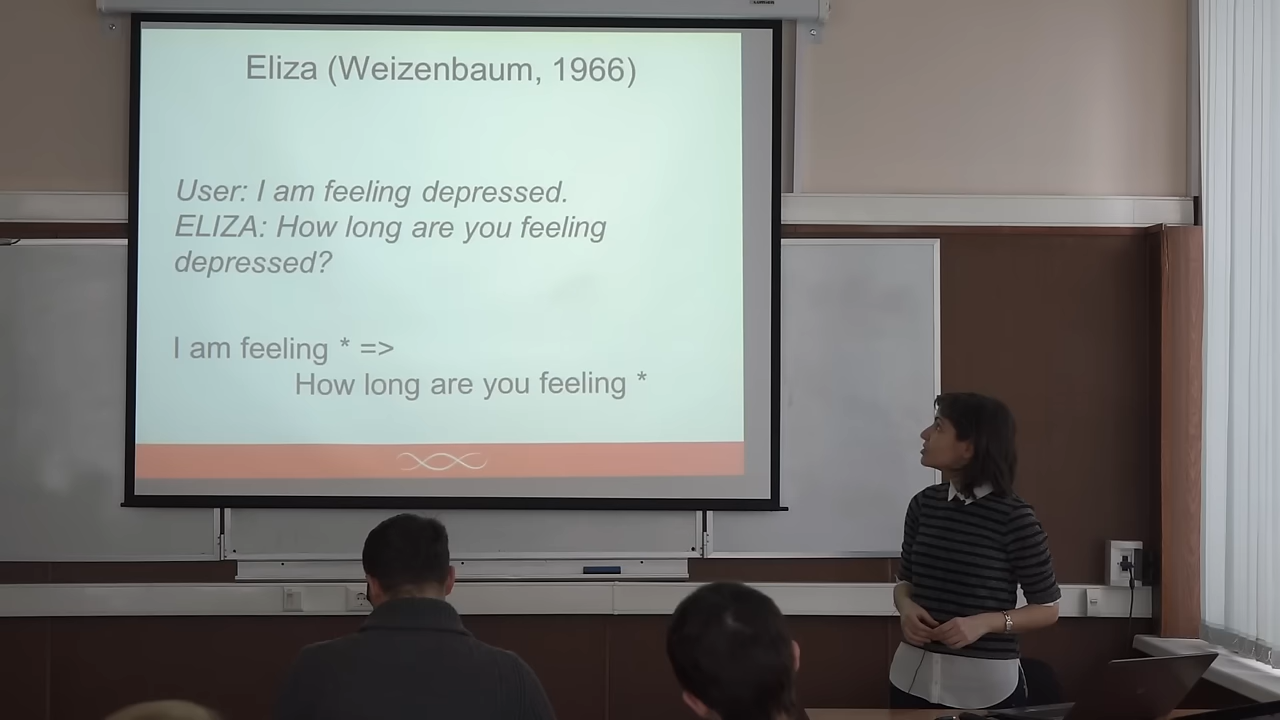 Eliza (Weizenbaum, 1966)
User: I am feeling depressed.
ELIZA: How long are you feeling
depressed?
I am feeling * =>
How long are you feeling *